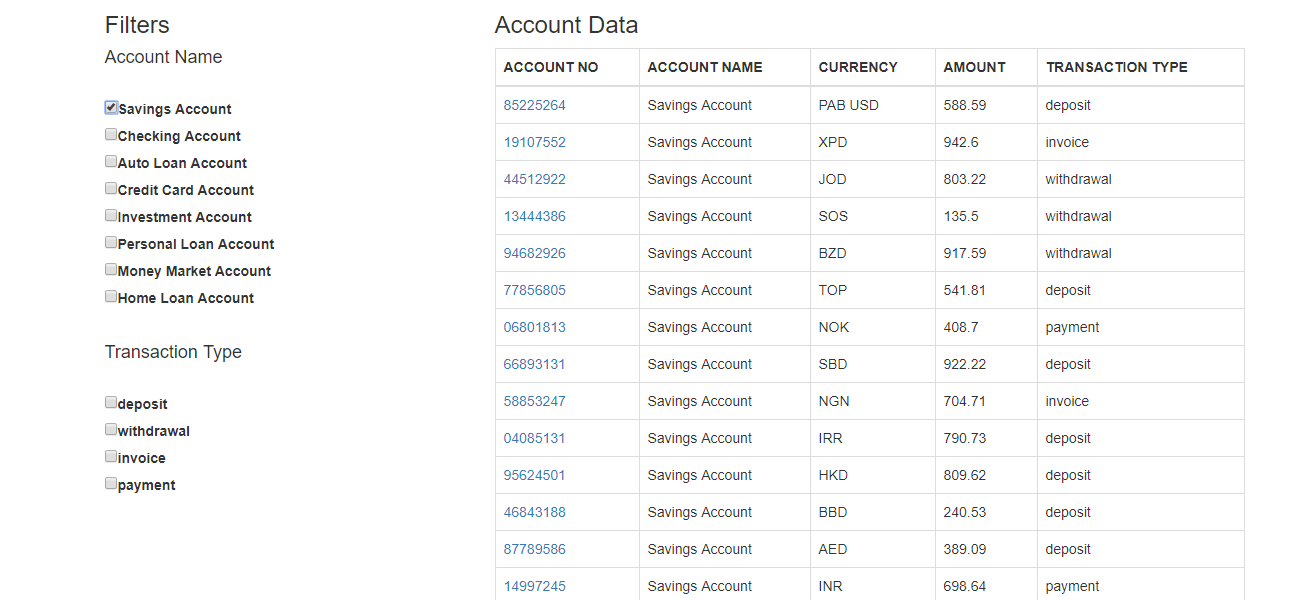 Filters
Account Name
Savings Account
Checking Account
Auto Loan Account
Credit Card Account
Investment Account
Personal Loan Account
Money Market Account
Home Loan Account
Transaction Type
deposit
withdrawal
invoice
payment
Account Data
ACCOUNT NO ACCOUNT NAME CURRENCY AMOUNT TRANSACTION TYPE
85225264 Savings Account PAB USD 588.59 deposit
19107552 Savings Account XPD 942.6 invoice
44512922 Savings Account JOD 803.22 withdrawal
13444386 Savings Account SOS 135.5 withdrawal
94682926 Savings Account BZD 917.59 withdrawal
77856805 Savings Account TOP 541.81 deposit
06801813 Savings Account NOK 408.7 payment
66893131 Savings Account SBD 922.22 deposit
58853247 Savings Account NGN 704.71 invoice
04085131 Savings Account IRR 790.73 deposit
95624501 Savings Account HKD 809.62 deposit
46843188 Savings Account BBD 240.53 deposit
87789586 Savings Account AED 389.09 deposit
14997245 Savings Account INR 698.64 payment